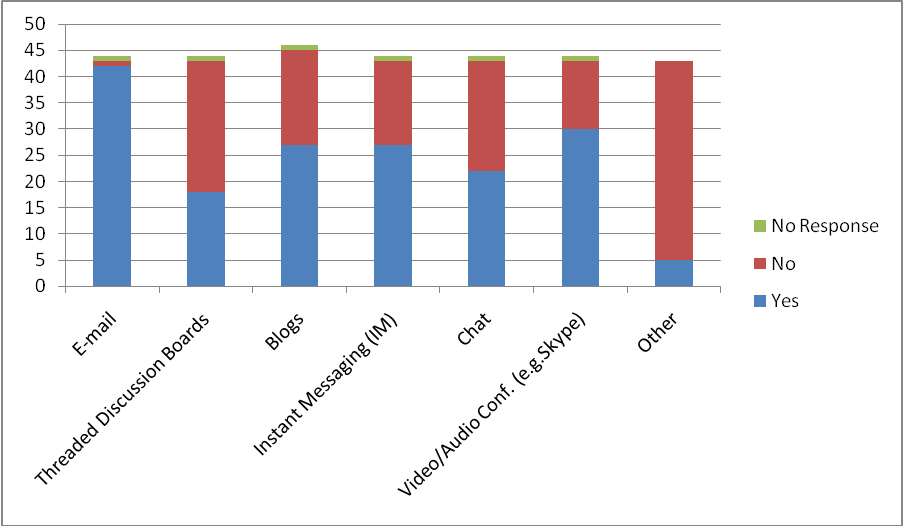 50
45
40
35
30
25
20
15
10
5
0
E-mail
Threaded Discussion Boards
Blogs
Instant Messaging (IM)
Chat
Video/Audio Conf. (e.g.Skype)
Other
No Response
No
Yes